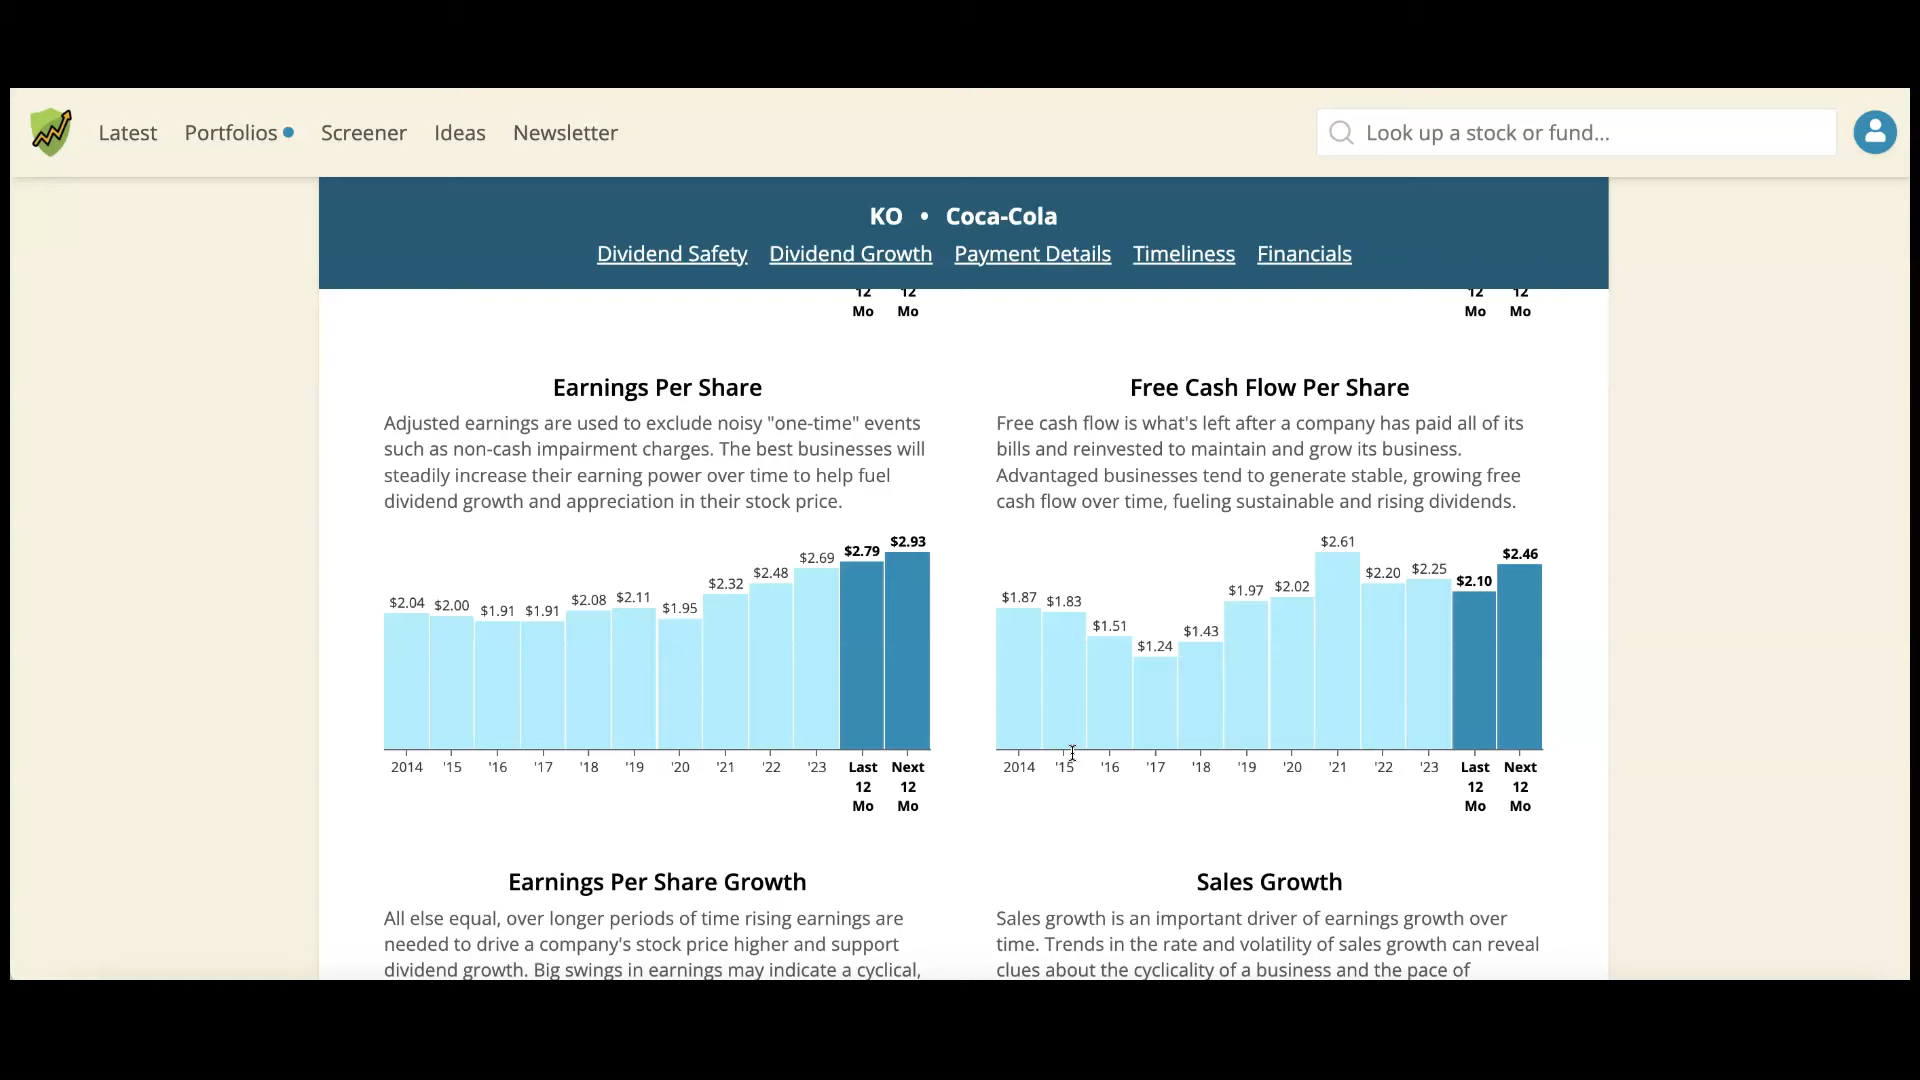 Latest Portfolios Screener Ideas Newsletter Look up a stock or fund...
KO • Coca-Cola
Dividend Safety Dividend Growth Payment Details Timeliness Financials
12 12 12 12
Mo Mo Mo Mo
Earnings Per Share
Adjusted earnings are used to exclude noisy "one-time" events
such as non-cash impairment charges. The best businesses will
steadily increase their earning power over time to help fuel
dividend growth and appreciation in their stock price.
$2.04 $2.00 $1.91 $1.91 $2.08 $2.11 $1.95 $2.32 $2.48 $2.69 $2.79 $2.93
2014 '15 '16 '17 '18 '19 '20 '21 '22 '23 Last Next
12 12
Mo Mo
Free Cash Flow Per Share
Free cash flow is what's left after a company has paid all of its
bills and reinvested to maintain and grow its business.
Advantaged businesses tend to generate stable, growing free
cash flow over time, fueling sustainable and rising dividends.
$1.87 $1.83 $1.51 $1.24 $1.43 $1.97 $2.02 $2.61 $2.20 $2.25 $2.10 $2.46
2014 '15 '16 '17 '18 '19 '20 '21 '22 '23 Last Next
12 12
Mo Mo
Earnings Per Share Growth
All else equal, over longer periods of time rising earnings are
needed to drive a company's stock price higher and support
dividend growth. Big swings in earnings may indicate a cyclical,
Sales Growth
Sales growth is an important driver of earnings growth over
time. Trends in the rate and volatility of sales growth can reveal
clues about the cyclicality of a business and the pace of